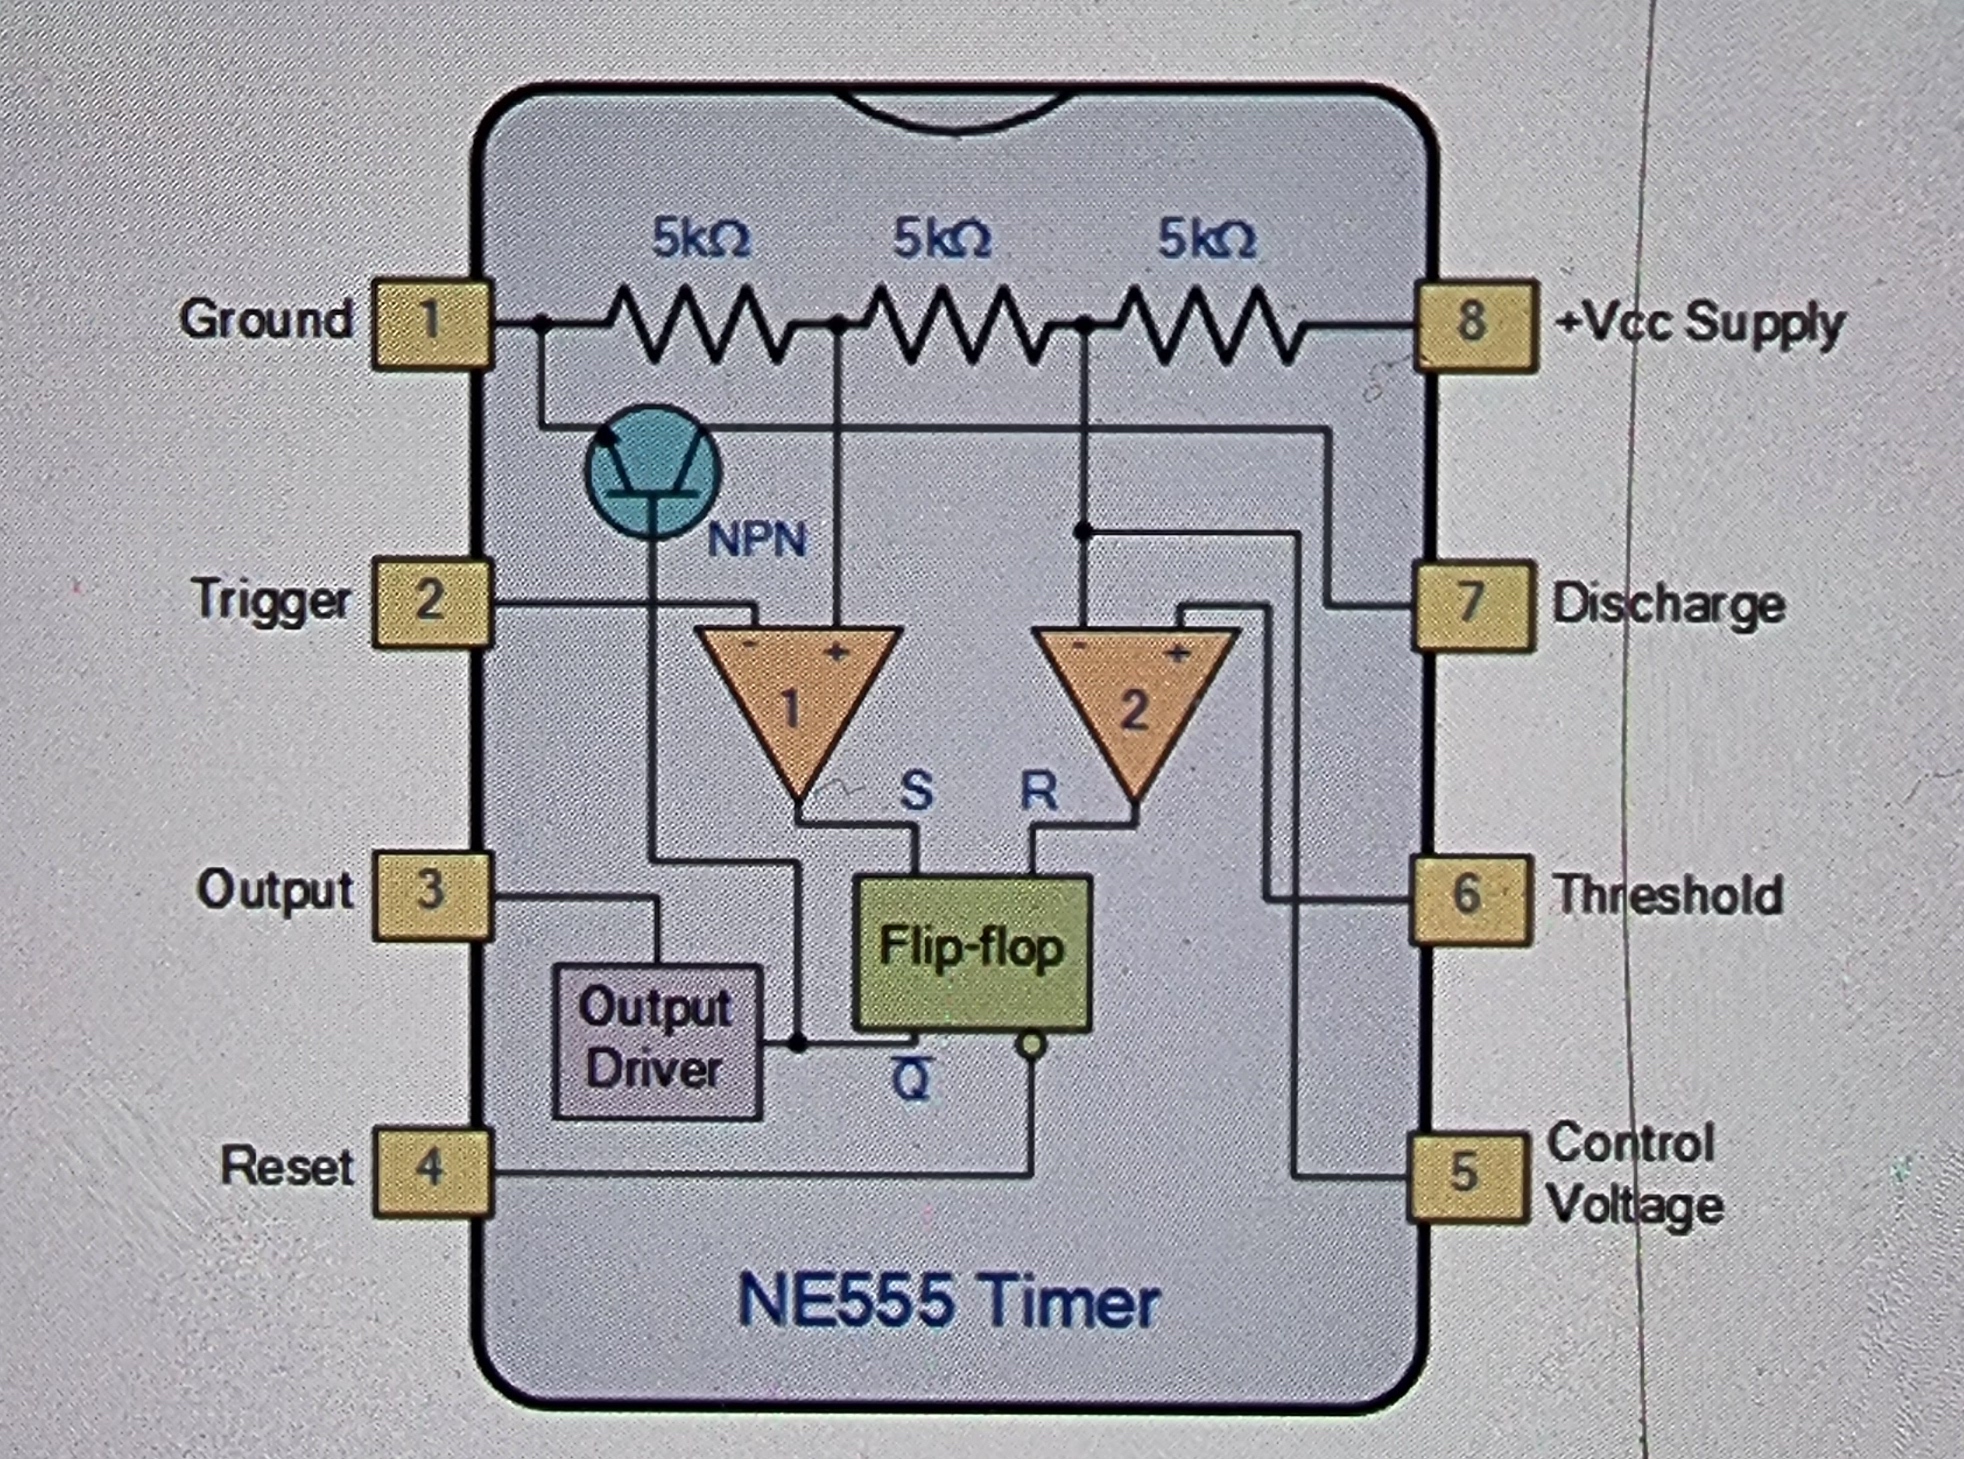 5kΩ 5kΩ 5kΩ
Ground 1 8 +Vcc Supply
NPN
Trigger 2 7 Discharge
- + - +
1 2
S R
Output 3 6 Threshold
Flip-flop
Output
Driver
Q̅
Reset 4 5 Control
Voltage
NE555 Timer